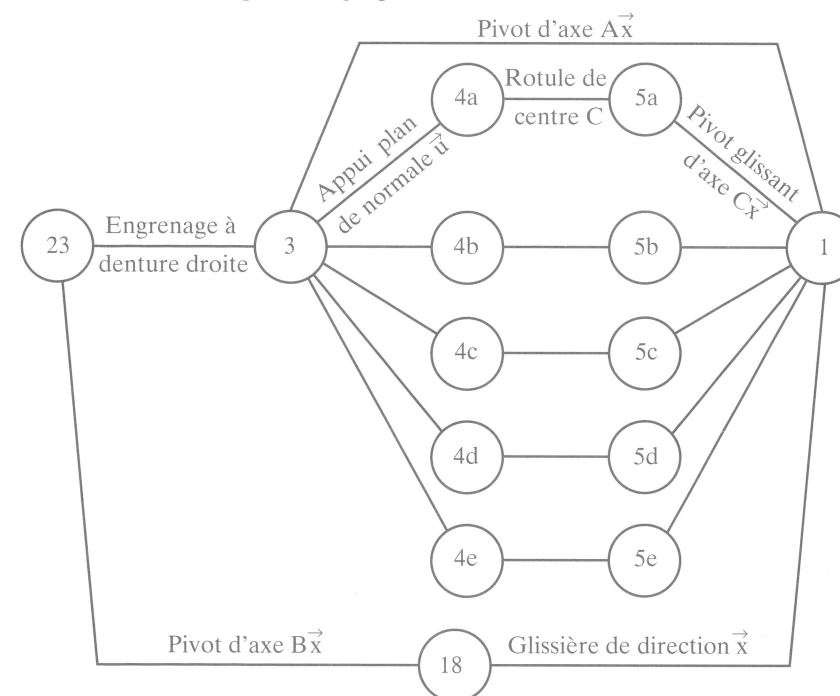 Pivot d'axe A$\vec{x}$
Rotule de
centre C
4a
5a
Appui plan
de normale $\vec{u}$
Pivot glissant
d'axe C$\vec{x}$
Engrenage à
denture droite
23
3
4b
5b
1
4c
5c
4d
5d
4e
5e
Pivot d'axe B$\vec{x}$
18
Glissière de direction $\vec{x}$